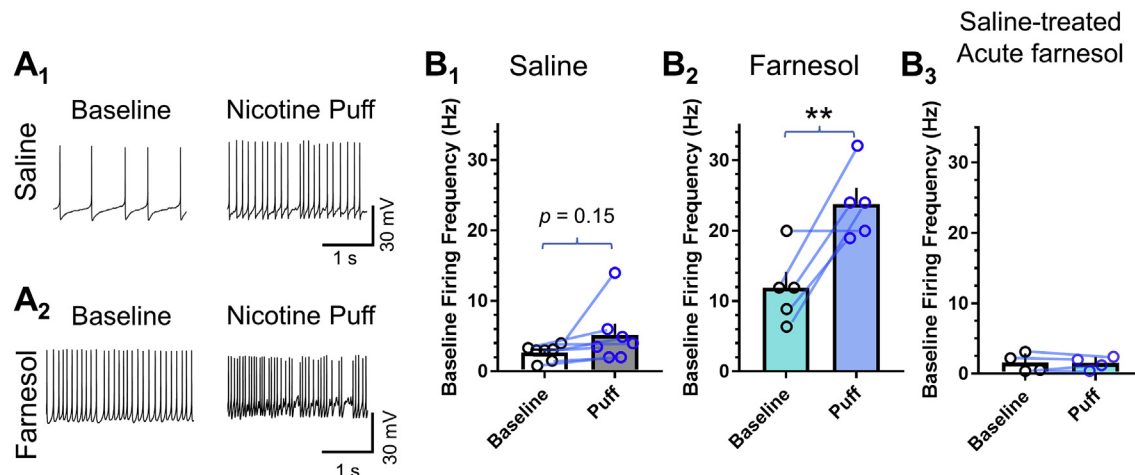 A1
Saline
Baseline
Nicotine Puff
30 mV
1 s
A2
Farnesol
Baseline
Nicotine Puff
30 mV
1 s
B1
Saline
Baseline Firing Frequency (Hz)
30
20
10
0
p = 0.15
Baseline
Puff
B2
Farnesol
Baseline Firing Frequency (Hz)
30
20
10
0
**
Baseline
Puff
B3
Saline-treated
Acute farnesol
Baseline Firing Frequency (Hz)
30
20
10
0
Baseline
Puff